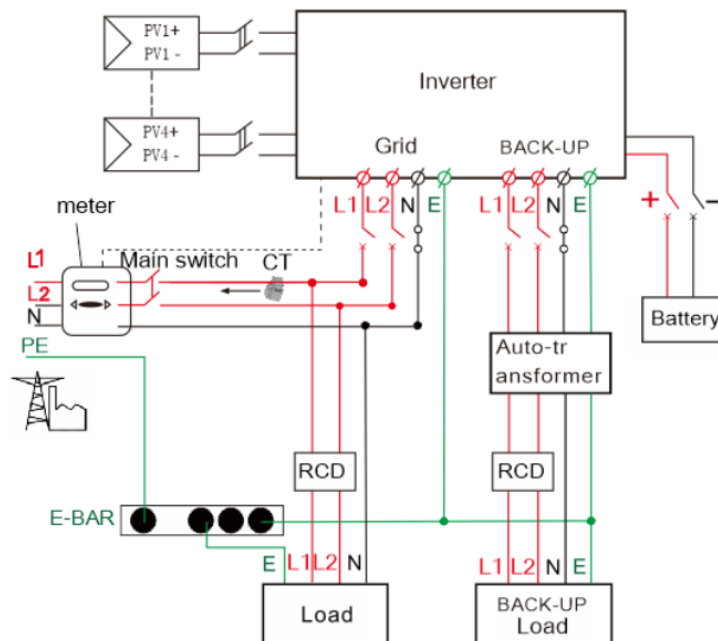 PV1+
PV1 -
PV4+
PV4 -
Inverter
Grid
BACK-UP
L1 L2 N E
L1 L2 N E
+ −
meter
L1
Main switch
CT
L2
N
PE
Battery
Auto-tr
ansformer
RCD
RCD
E-BAR
E L1 L2 N
L1 L2 N E
Load
BACK-UP
Load